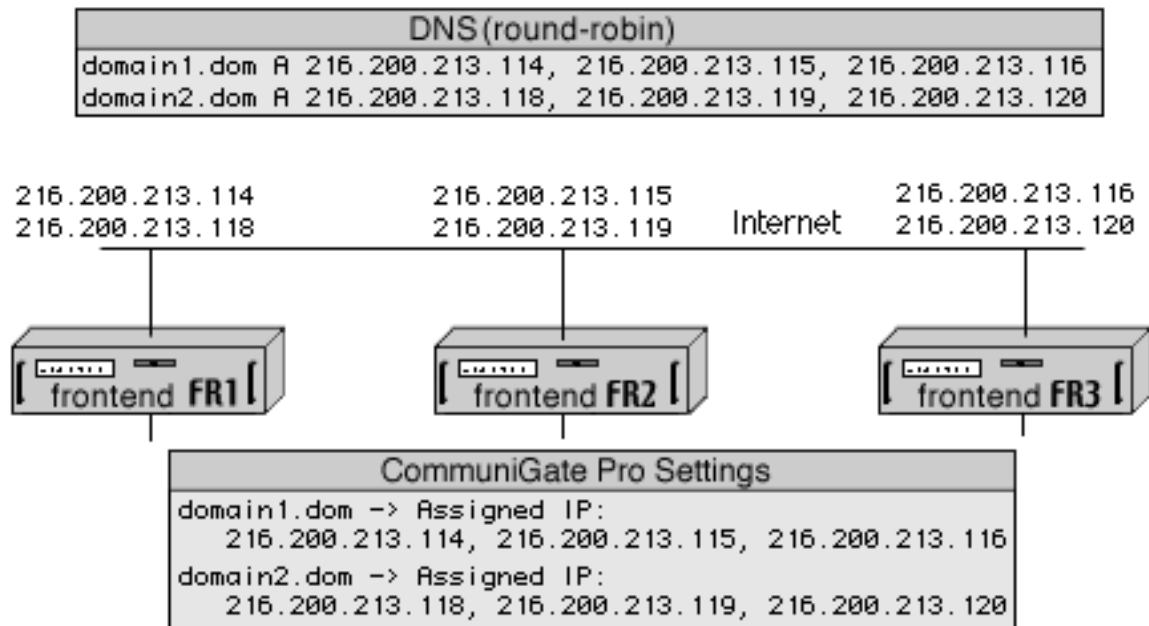 DNS (round-robin)
domain1.dom A 216.200.213.114, 216.200.213.115, 216.200.213.116
domain2.dom A 216.200.213.118, 216.200.213.119, 216.200.213.120
216.200.213.114
216.200.213.118
216.200.213.115
216.200.213.119
Internet
216.200.213.116
216.200.213.120
frontend FR1
frontend FR2
frontend FR3
CommuniGate Pro Settings
domain1.dom -> Assigned IP:
216.200.213.114, 216.200.213.115, 216.200.213.116
domain2.dom -> Assigned IP:
216.200.213.118, 216.200.213.119, 216.200.213.120